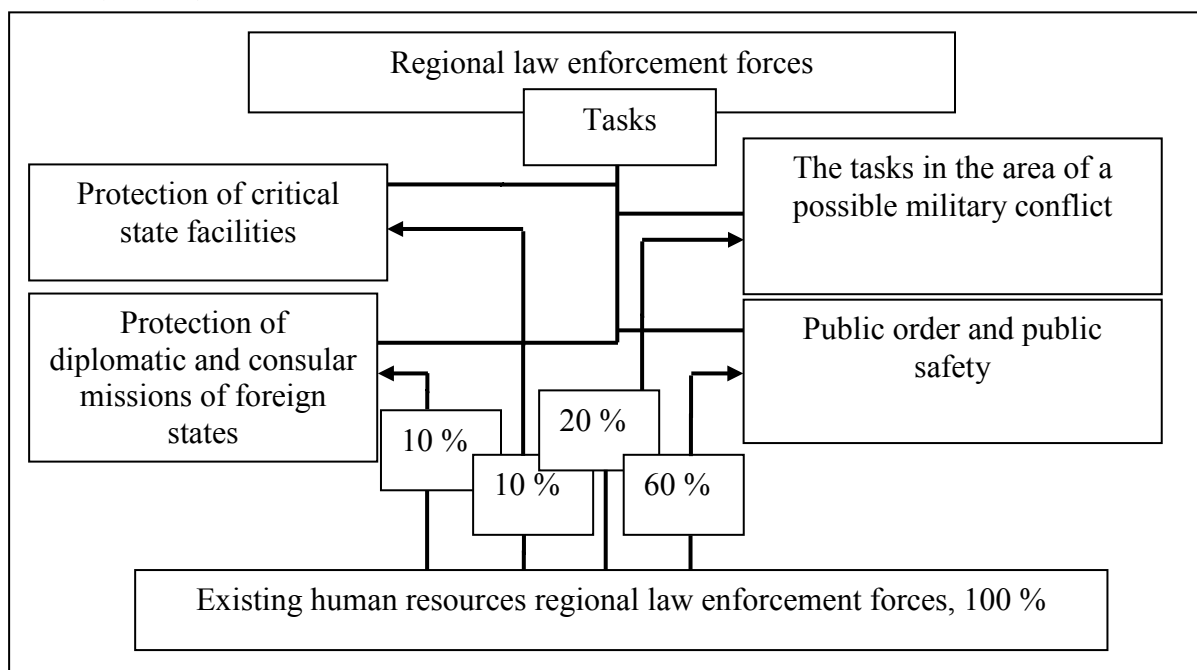 Regional law enforcement forces
Tasks
Protection of critical
state facilities
The tasks in the area of a
possible military conflict
Protection of
diplomatic and consular
missions of foreign
states
Public order and public
safety
10 %
10 %
20 %
60 %
Existing human resources regional law enforcement forces, 100 %